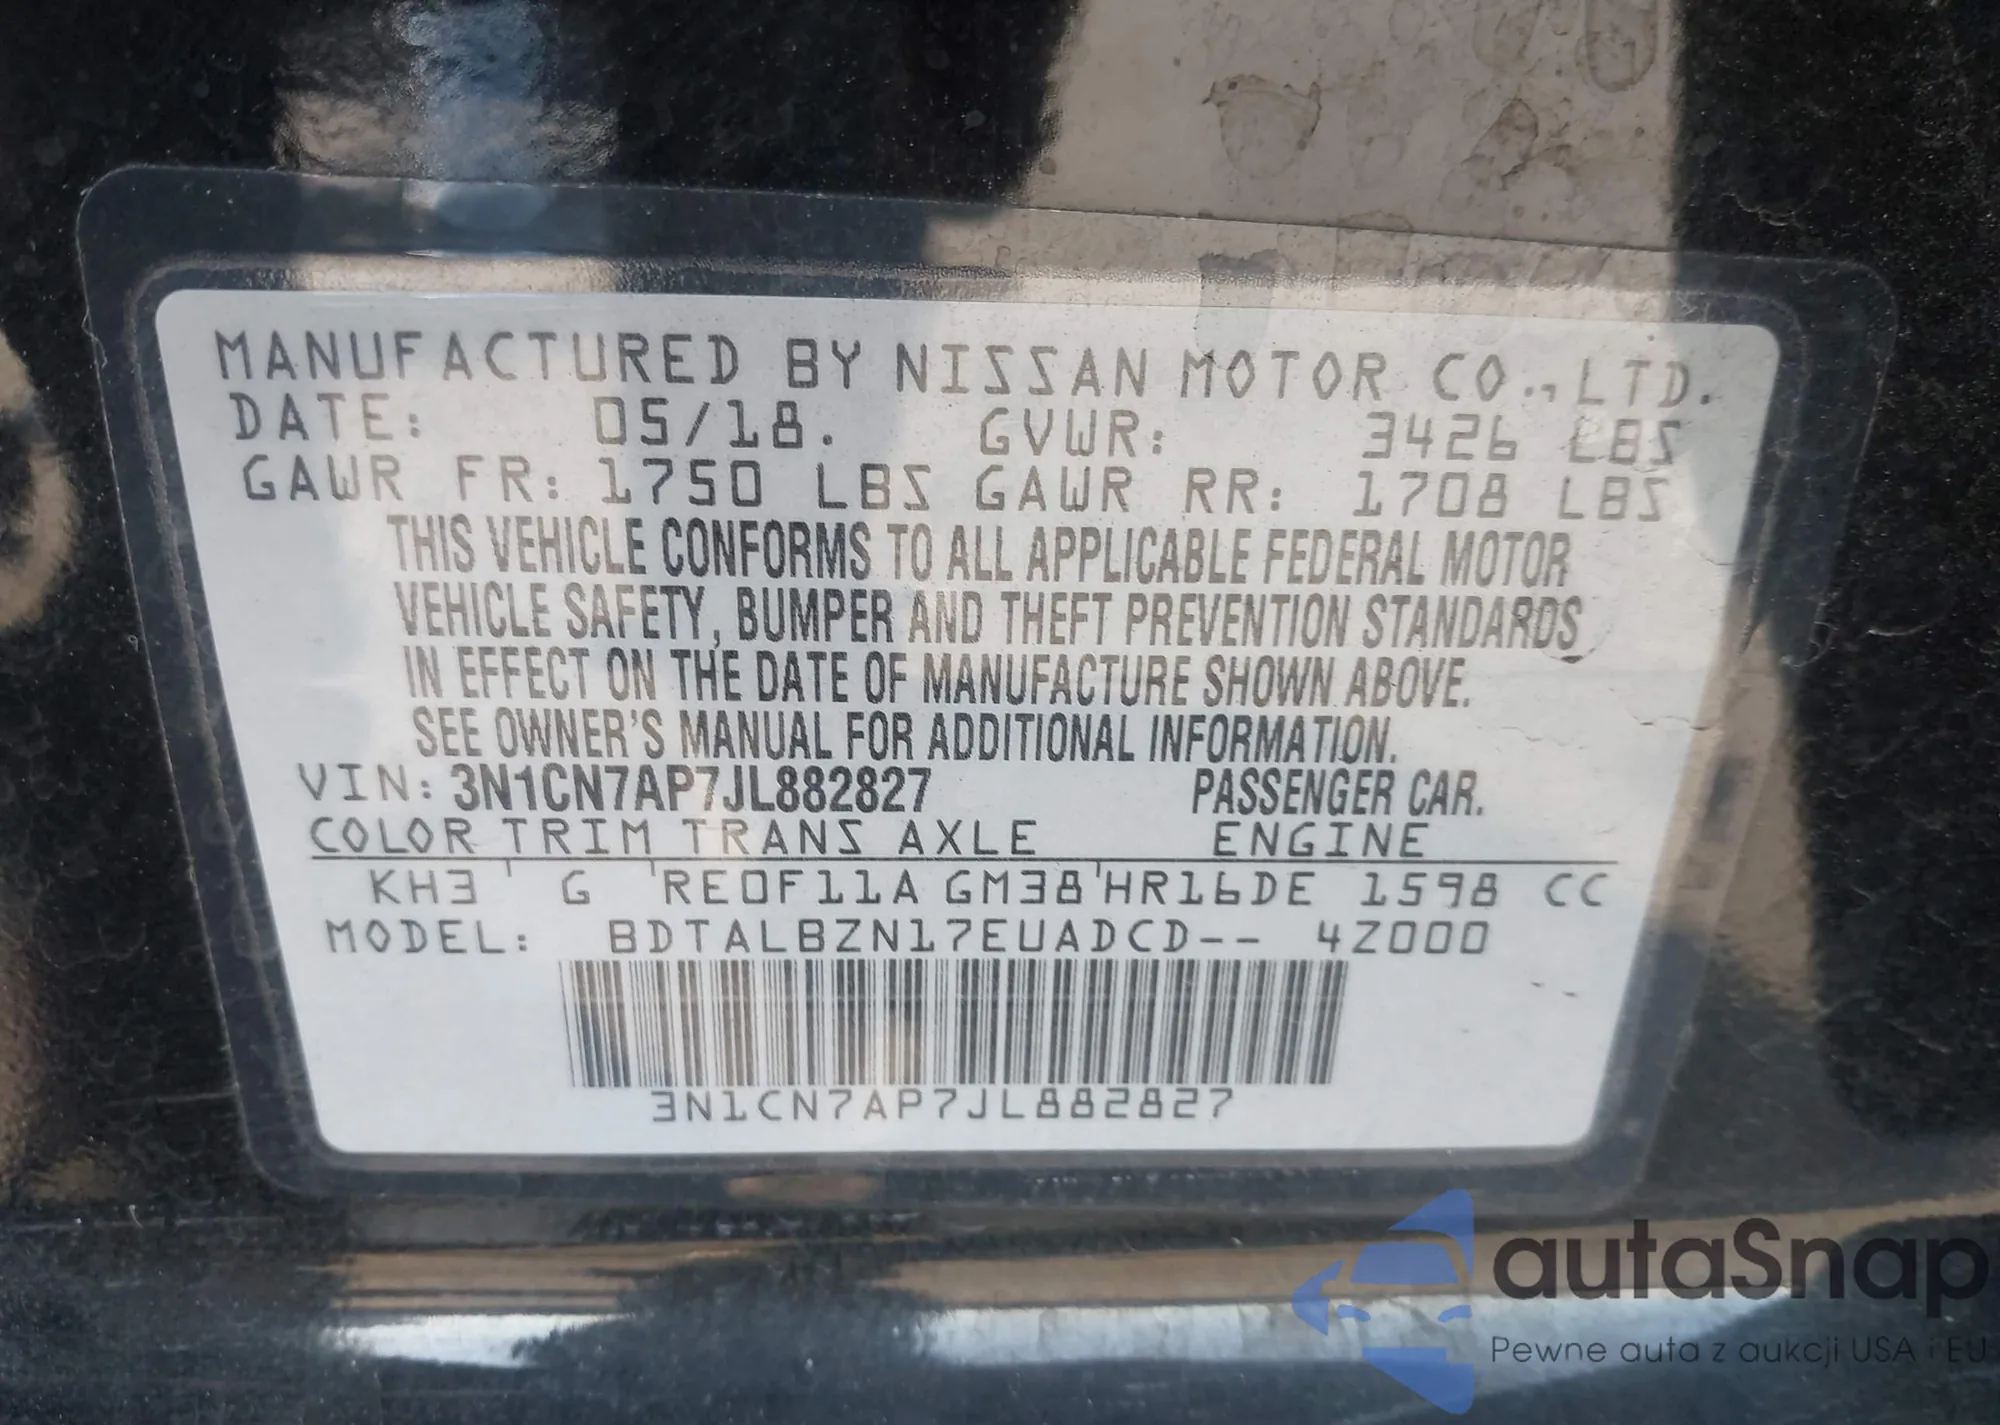 MANUFACTURED BY NISSAN MOTOR CO.,LTD.
DATE: 05/18. GVWR: 3426 LBS
GAWR FR: 1750 LBS GAWR RR: 1708 LBS
THIS VEHICLE CONFORMS TO ALL APPLICABLE FEDERAL MOTOR
VEHICLE SAFETY, BUMPER AND THEFT PREVENTION STANDARDS
IN EFFECT ON THE DATE OF MANUFACTURE SHOWN ABOVE.
SEE OWNER'S MANUAL FOR ADDITIONAL INFORMATION.
VIN: 3N1CN7AP7JL882827 PASSENGER CAR.
COLOR TRIM TRANS AXLE ENGINE
KH3 G RE0F11A GM38 HR16DE 1598 CC
MODEL: BDTALBZN17EUADCD-- 4Z000
3N1CN7AP7JL882827
autaSnap
Pewne auta z aukcji USA i EU